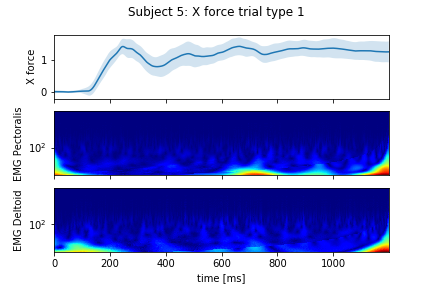 Subject 5: X force trial type 1
X force
1
0
EMG Pectoralis
10²
EMG Deltoid
10²
0 200 400 600 800 1000
time [ms]